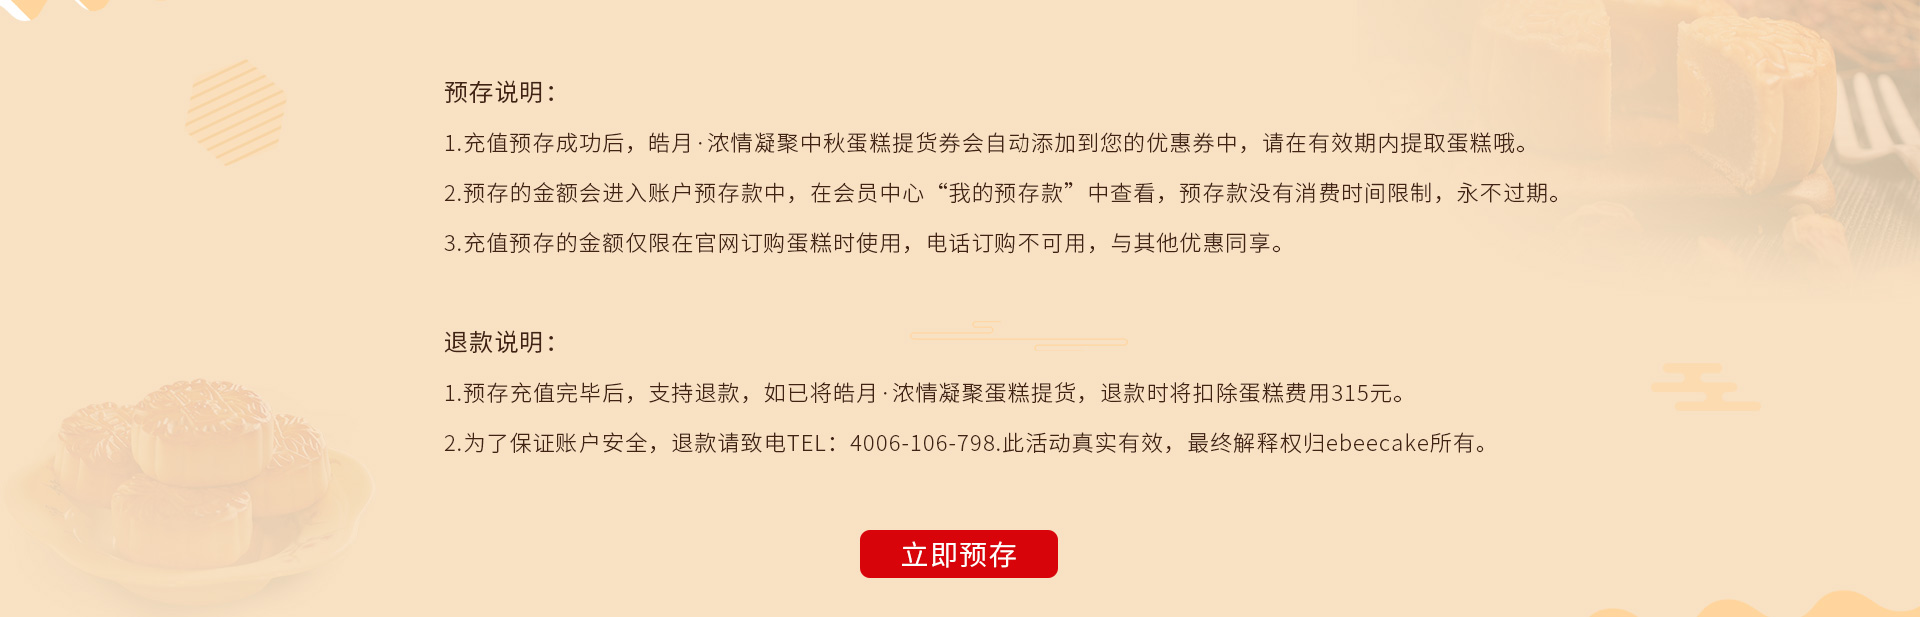 预存说明：
1.充值预存成功后，皓月·浓情凝聚中秋蛋糕提货券会自动添加到您的优惠券中，请在有效期内提取蛋糕哦。
2.预存的金额会进入账户预存款中，在会员中心“我的预存款”中查看，预存款没有消费时间限制，永不过期。
3.充值预存的金额仅限在官网订购蛋糕时使用，电话订购不可用，与其他优惠同享。
退款说明：
1.预存充值完毕后，支持退款，如已将皓月·浓情凝聚蛋糕提货，退款时将扣除蛋糕费用315元。
2.为了保证账户安全，退款请致电TEL：4006-106-798.此活动真实有效，最终解释权归ebeecake所有。
立即预存